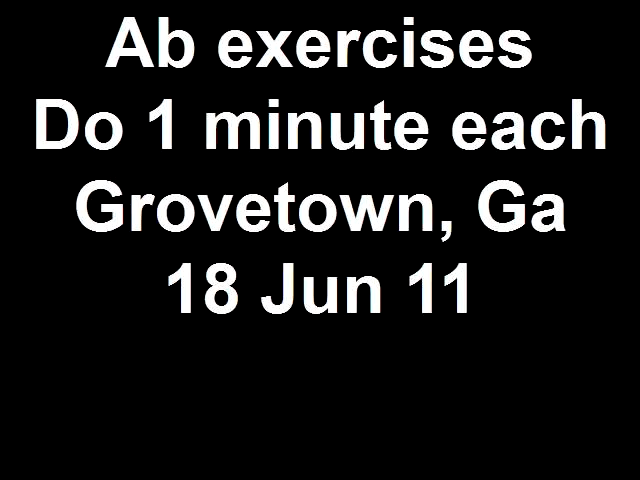 Ab exercises
Do 1 minute each
Grovetown, Ga
18 Jun 11